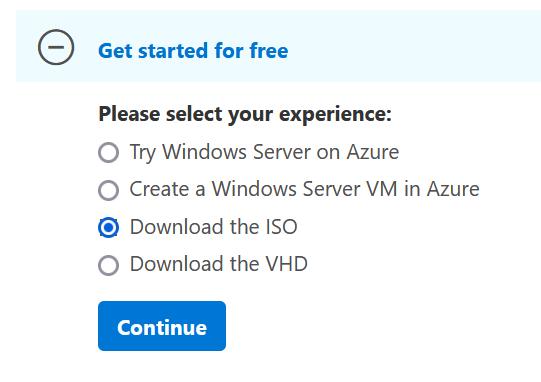 Get started for free
Please select your experience:
Try Windows Server on Azure
Create a Windows Server VM in Azure
Download the ISO
Download the VHD
Continue